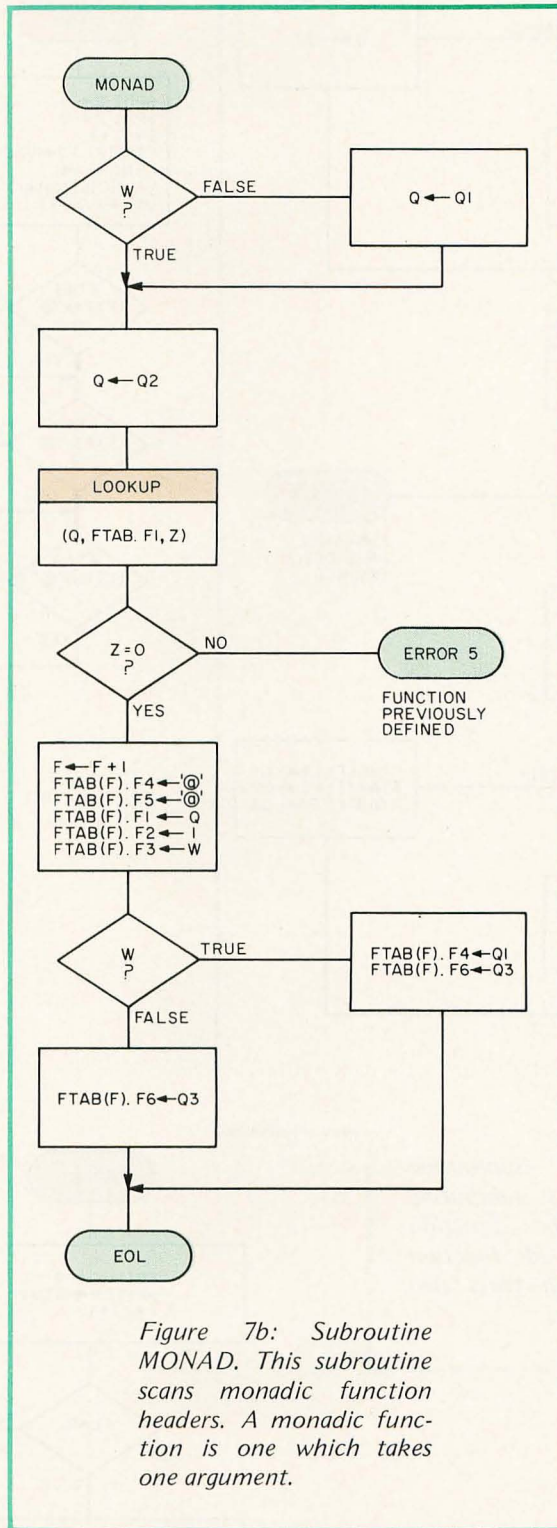 MONAD
W
?
FALSE
Q ← Q1
TRUE
Q ← Q2
LOOKUP
(Q, FTAB. F1, Z)
Z = 0
?
NO
ERROR 5
FUNCTION
PREVIOUSLY
DEFINED
YES
F ← F + 1
FTAB(F). F4 ← '@'
FTAB(F). F5 ← '@'
FTAB(F). F1 ← Q
FTAB(F). F2 ← 1
FTAB(F). F3 ← W
W
?
TRUE
FTAB(F). F4 ← Q1
FTAB(F). F6 ← Q3
FALSE
FTAB(F). F6 ← Q3
EOL
Figure 7b: Subroutine
MONAD. This subroutine
scans monadic function
headers. A monadic func-
tion is one which takes
one argument.